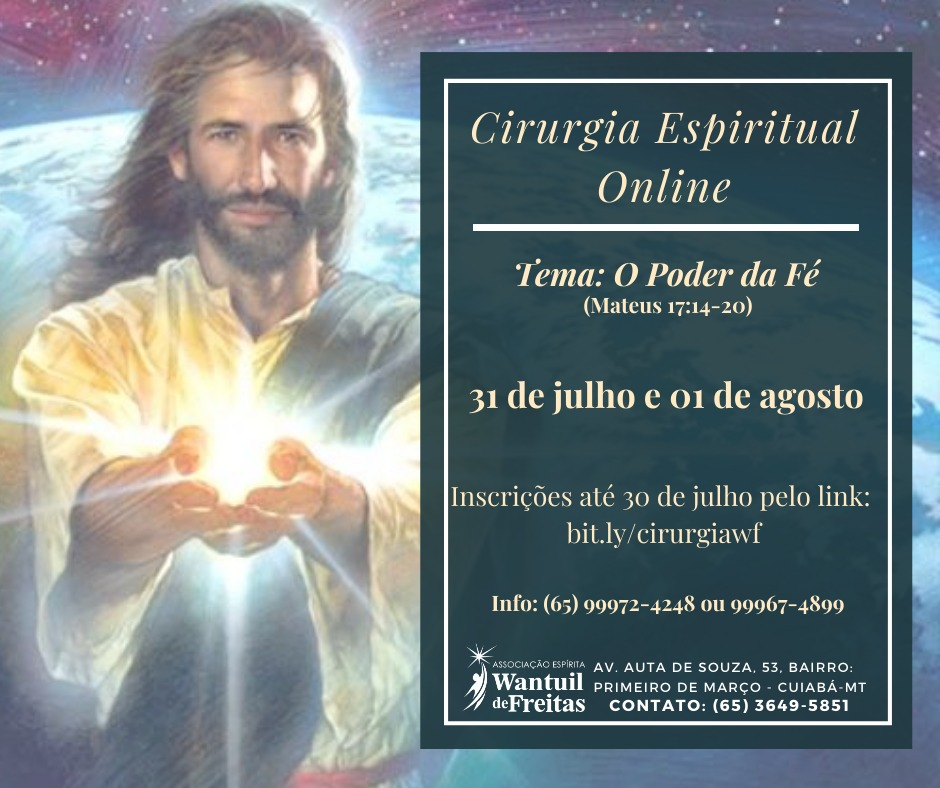 Cirurgia Espiritual
Online
Tema: O Poder da Fé
(Mateus 17:14-20)
31 de julho e 01 de agosto
Inscrições até 30 de julho pelo link:
bit.ly/cirurgiawf
Info: (65) 99972-4248 ou 99967-4899
ASSOCIAÇÃO ESPÍRITA
Wantuil
de Freitas
AV. AUTA DE SOUZA, 53, BAIRRO:
PRIMEIRO DE MARÇO - CUIABÁ-MT
CONTATO: (65) 3649-5851